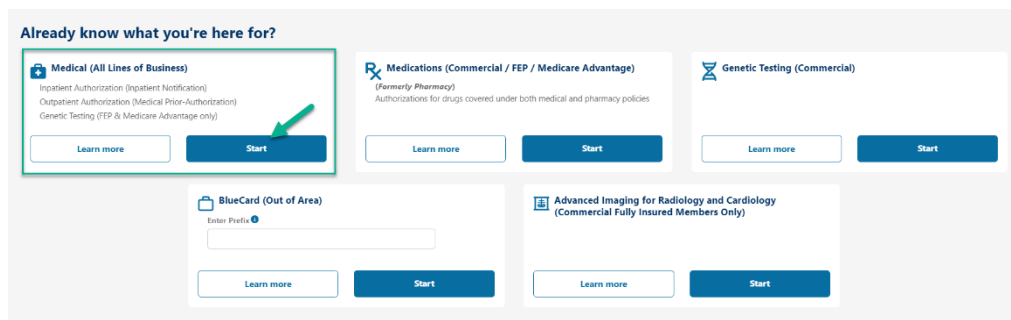 Already know what you're here for?
Medical (All Lines of Business)
Inpatient Authorization (Inpatient Notification)
Outpatient Authorization (Medical Prior-Authorization)
Genetic Testing (FEP & Medicare Advantage only)
Learn more
Start
Medications (Commercial / FEP / Medicare Advantage)
(Formerly Pharmacy)
Authorizations for drugs covered under both medical and pharmacy policies
Learn more
Start
Genetic Testing (Commercial)
Learn more
Start
BlueCard (Out of Area)
Enter Prefix
Learn more
Start
Advanced Imaging for Radiology and Cardiology
(Commercial Fully Insured Members Only)
Learn more
Start